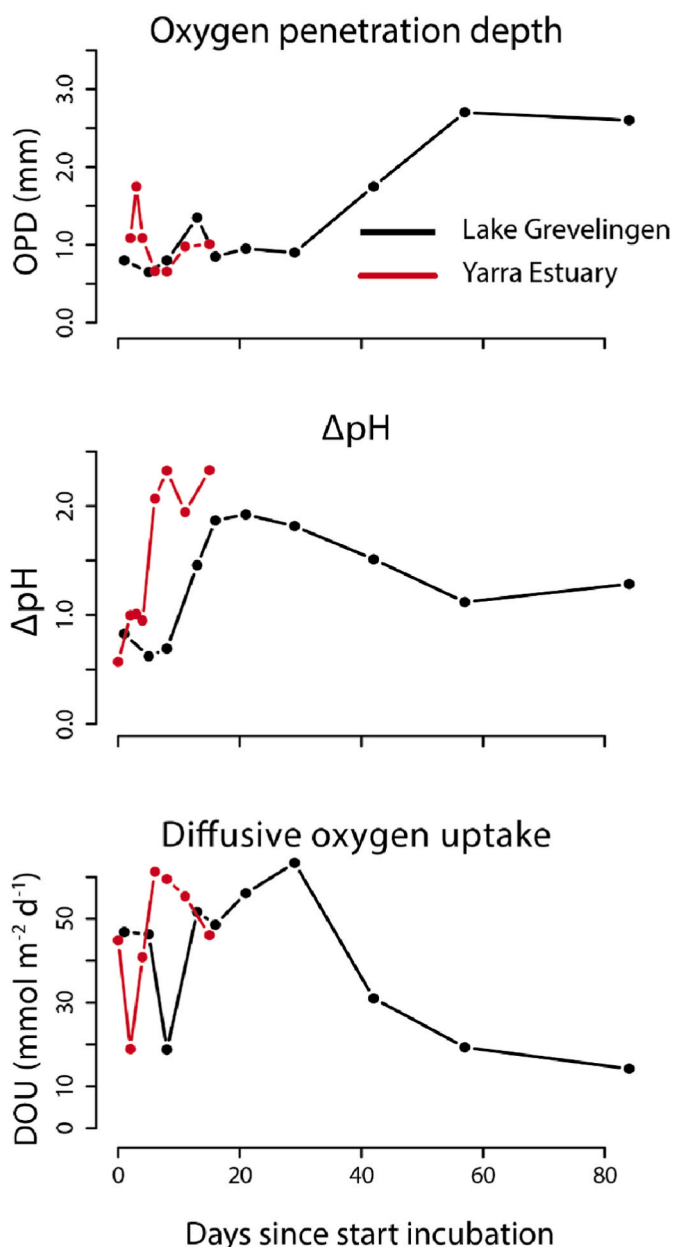 Oxygen penetration depth
OPD (mm)
3.0
2.0
1.0
0.0
Lake Grevelingen
Yarra Estuary
ΔpH
ΔpH
2.0
1.0
0.0
Diffusive oxygen uptake
DOU (mmol m⁻² d⁻¹)
50
30
10
0
0 20 40 60 80
Days since start incubation